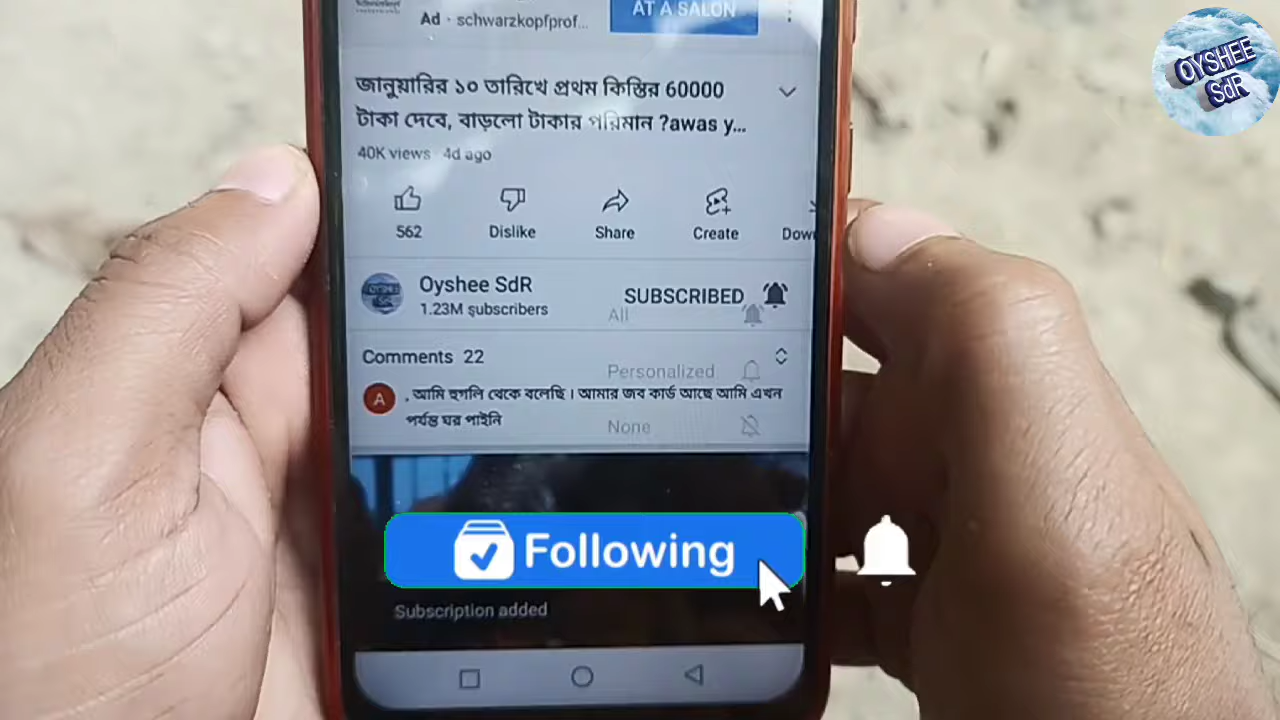 AT A SALON
Ad · schwarzkopfprof...
OYSHEE
SdR
জানুয়ারির ১০ তারিখে প্রথম কিস্তির 60000
টাকা দেবে, বাড়লো টাকার পরিমান ?awas y...
40K views 4d ago
562 Dislike Share Create Down
Oyshee SdR
1.23M subscribers
SUBSCRIBED
All
Comments 22
Personalized
A , আমি হুগলি থেকে বলেছি । আমার জব কার্ড আছে আমি এখন
পর্যন্ত ঘর পাইনি
None
Following
Subscription added